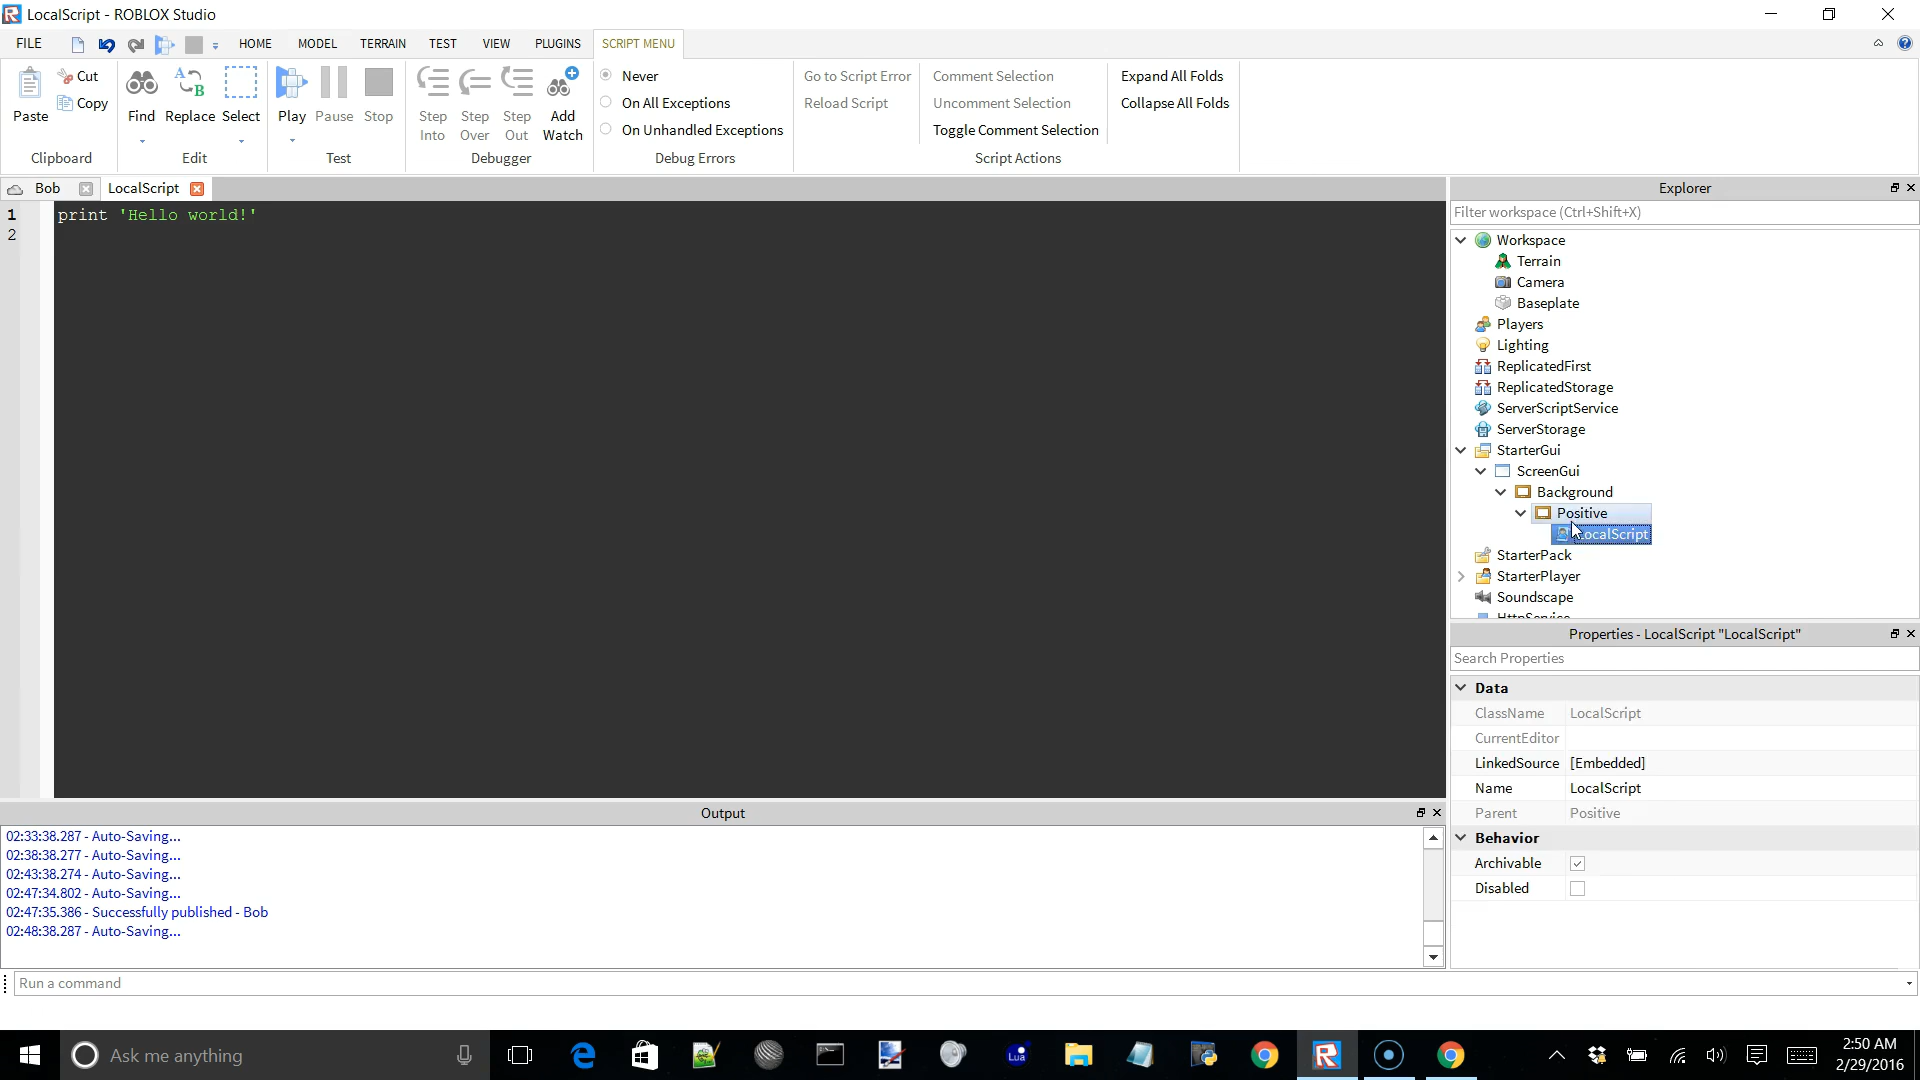 LocalScript - ROBLOX Studio
FILE HOME MODEL TERRAIN TEST VIEW PLUGINS SCRIPT MENU
Cut
Copy
Paste
Clipboard
Find Replace Select
Edit
Play Pause Stop
Test
Step Into
Step Over
Step Out
Add Watch
Debugger
Never
On All Exceptions
On Unhandled Exceptions
Debug Errors
Go to Script Error
Reload Script
Comment Selection
Uncomment Selection
Toggle Comment Selection
Script Actions
Expand All Folds
Collapse All Folds
Bob LocalScript
1 print 'Hello world!'
2
Explorer
Filter workspace (Ctrl+Shift+X)
Workspace
Terrain
Camera
Baseplate
Players
Lighting
ReplicatedFirst
ReplicatedStorage
ServerScriptService
ServerStorage
StarterGui
ScreenGui
Background
Positive
LocalScript
StarterPack
StarterPlayer
Soundscape
HttpService
Properties - LocalScript "LocalScript"
Search Properties
Data
ClassName LocalScript
CurrentEditor
LinkedSource [Embedded]
Name LocalScript
Parent Positive
Behavior
Archivable
Disabled
Output
02:33:38.287 - Auto-Saving...
02:38:38.277 - Auto-Saving...
02:43:38.274 - Auto-Saving...
02:47:34.802 - Auto-Saving...
02:47:35.386 - Successfully published - Bob
02:48:38.287 - Auto-Saving...
Run a command
Ask me anything
Lua
2:50 AM
2/29/2016